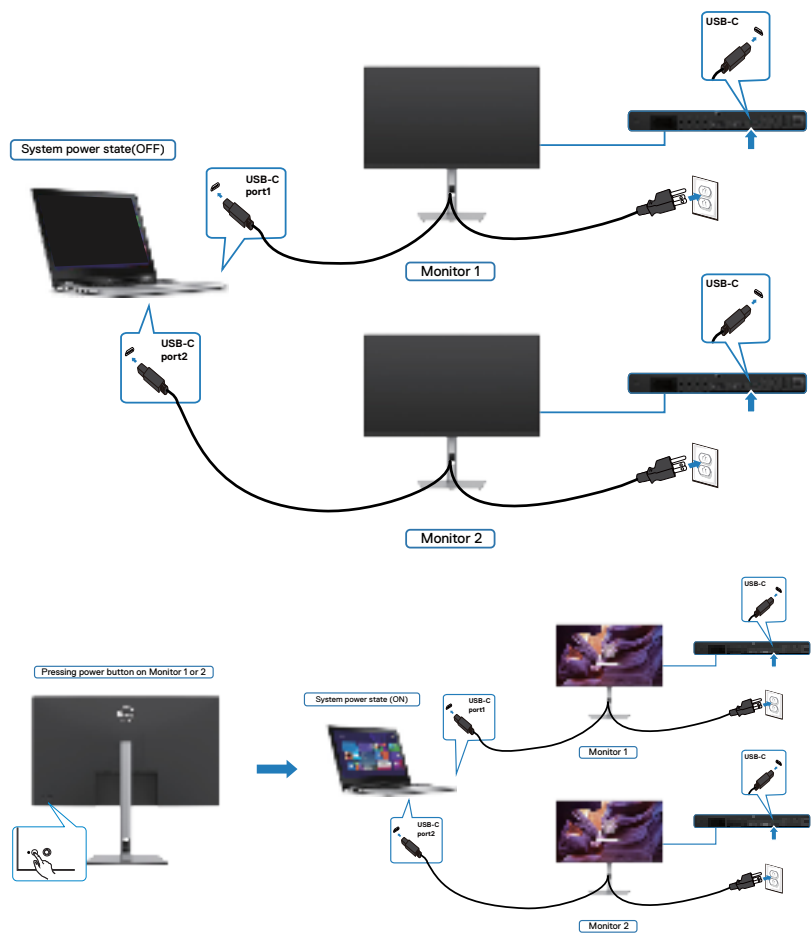 USB-C
System power state(OFF)
USB-C
port1
Monitor 1
USB-C
USB-C
port2
Monitor 2
USB-C
Pressing power button on Monitor 1 or 2
System power state (ON)
USB-C
port1
Monitor 1
USB-C
USB-C
port2
Monitor 2